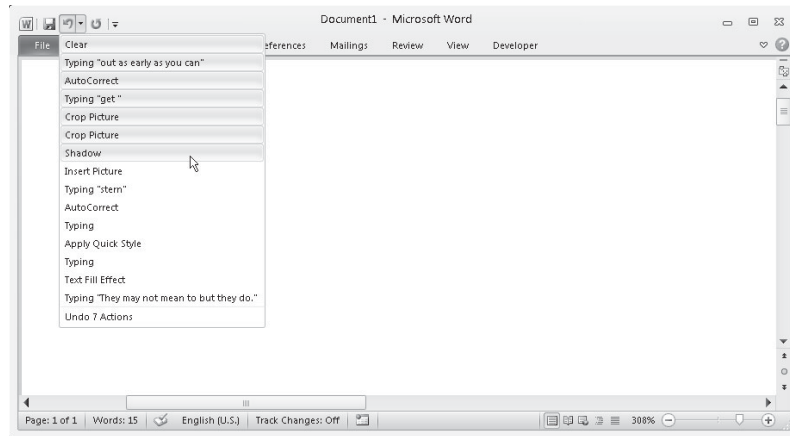 W
Document1 - Microsoft Word
File
eferences Mailings Review View Developer
Clear
Typing "out as early as you can"
AutoCorrect
Typing "get "
Crop Picture
Crop Picture
Shadow
Insert Picture
Typing "stern"
AutoCorrect
Typing
Apply Quick Style
Typing
Text Fill Effect
Typing "They may not mean to but they do."
Undo 7 Actions
Page: 1 of 1 Words: 15 English (U.S.) Track Changes: Off 308%